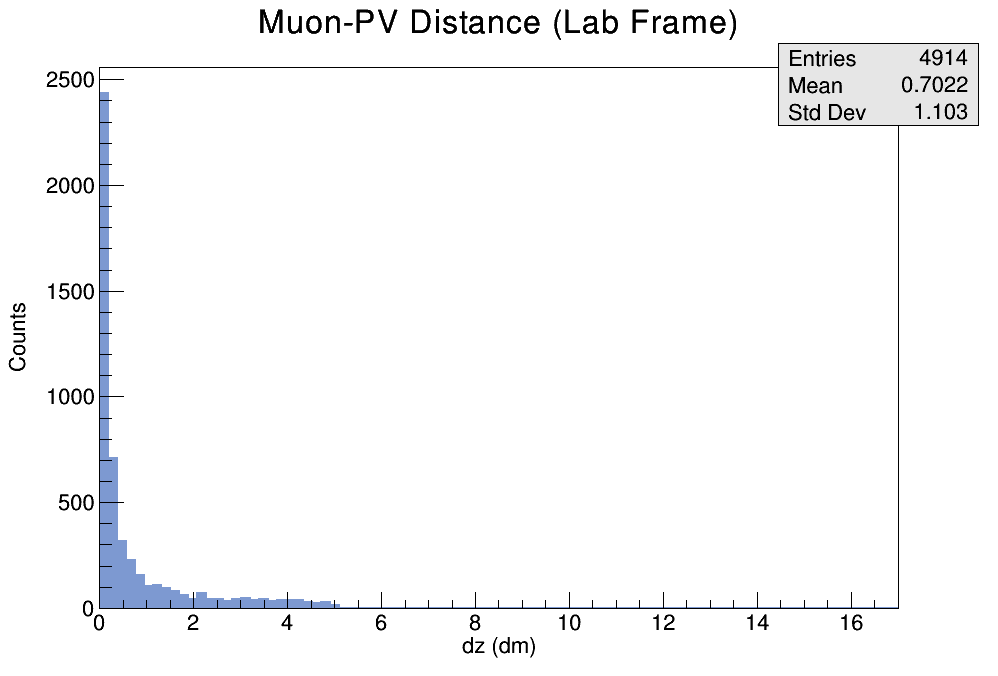 Muon-PV Distance (Lab Frame)
Entries 4914
Mean 0.7022
Std Dev 1.103
2500
2000
1500
1000
500
0
Counts
0 2 4 6 8 10 12 14 16
dz (dm)